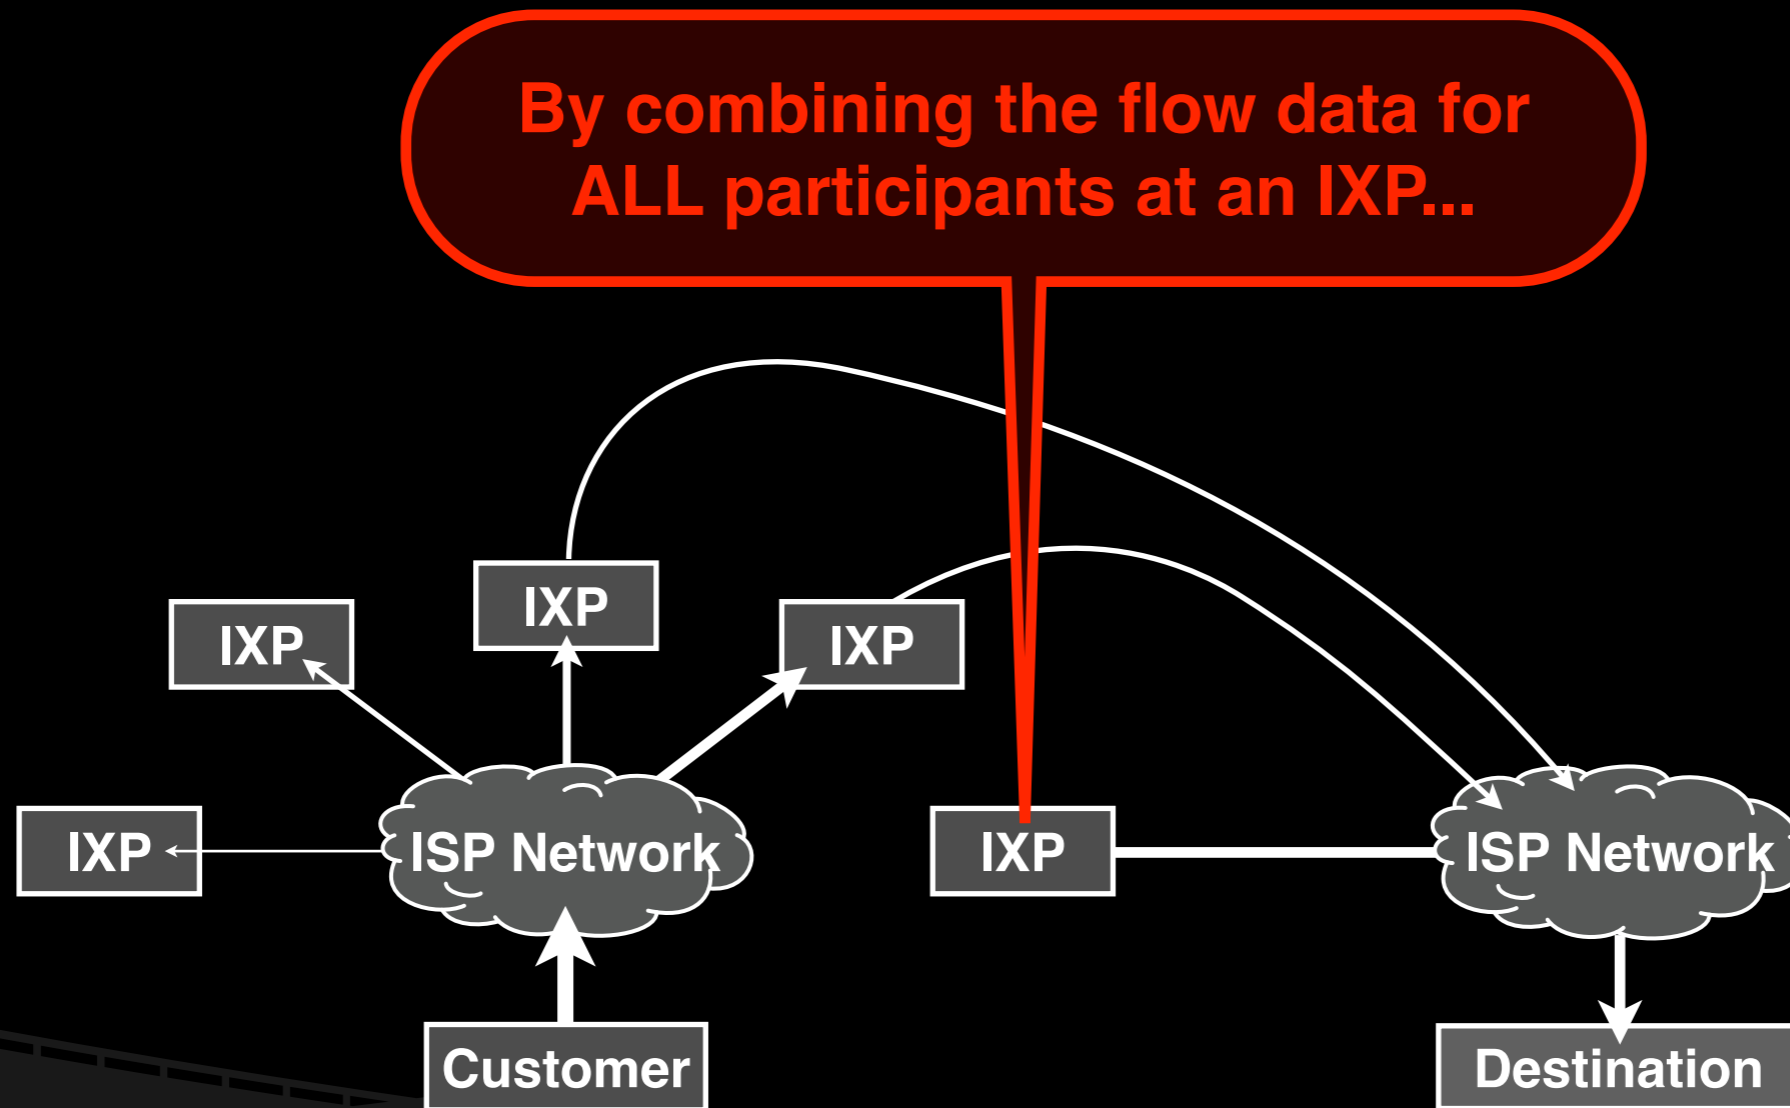 By combining the flow data for
ALL participants at an IXP...
IXP
IXP
IXP
IXP
ISP Network
IXP
ISP Network
Customer
Destination